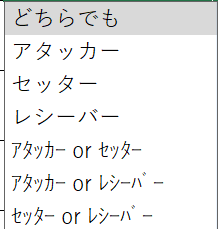 どちらでも
アタッカー
セッター
レシーバー
ｱﾀｯｶｰ or ｾｯﾀｰ
ｱﾀｯｶｰ or ﾚｼｰﾊﾞｰ
ｾｯﾀｰ or ﾚｼｰﾊﾞｰ